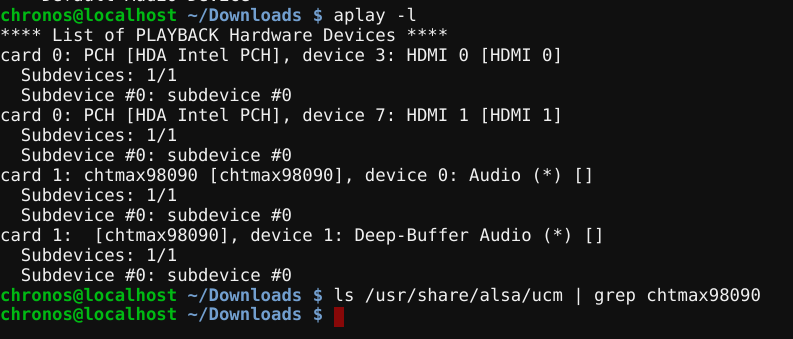 chronos@localhost ~/Downloads $ aplay -l
**** List of PLAYBACK Hardware Devices ****
card 0: PCH [HDA Intel PCH], device 3: HDMI 0 [HDMI 0]
  Subdevices: 1/1
  Subdevice #0: subdevice #0
card 0: PCH [HDA Intel PCH], device 7: HDMI 1 [HDMI 1]
  Subdevices: 1/1
  Subdevice #0: subdevice #0
card 1: chtmax98090 [chtmax98090], device 0: Audio (*) []
  Subdevices: 1/1
  Subdevice #0: subdevice #0
card 1:  [chtmax98090], device 1: Deep-Buffer Audio (*) []
  Subdevices: 1/1
  Subdevice #0: subdevice #0
chronos@localhost ~/Downloads $ ls /usr/share/alsa/ucm | grep chtmax98090
chronos@localhost ~/Downloads $